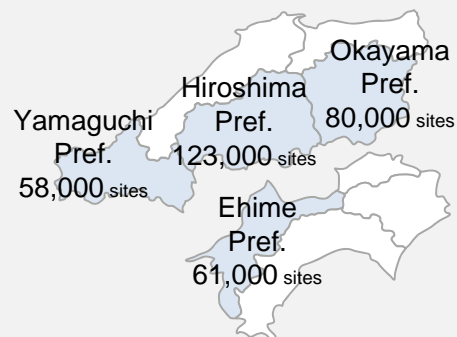 Okayama
Pref.
80,000 sites
Hiroshima
Pref.
123,000 sites
Yamaguchi
Pref.
58,000 sites
Ehime
Pref.
61,000 sites